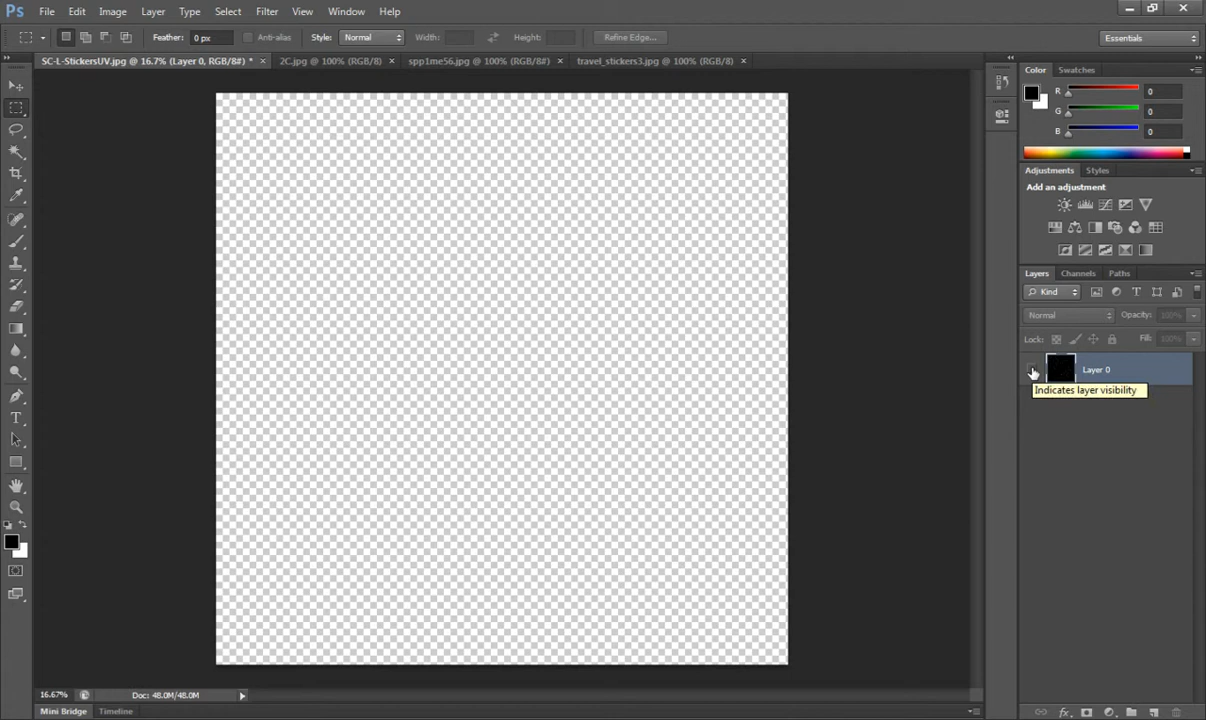 Ps File Edit Image Layer Type Select Filter View Window Help
Feather: 0 px Anti-alias Style: Normal Width: Height: Refine Edge... Essentials
SC-L-StickersUV.jpg @ 16.7% (Layer 0, RGB/8#) * × 2C.jpg @ 100% (RGB/8) × spp1me56.jpg @ 100% (RGB/8#) × travel_stickers3.jpg @ 100% (RGB/8) ×
Color Swatches
R 0
G 0
B 0
Adjustments Styles
Add an adjustment
Layers Channels Paths
Kind
Normal Opacity: 100%
Lock: Fill: 100%
Layer 0
Indicates layer visibility
16.67% Doc: 48.0M/48.0M
Mini Bridge Timeline